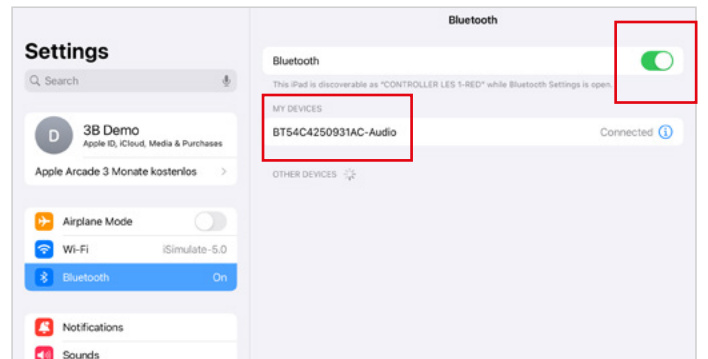 Settings
Search
D
3B Demo
Apple ID, iCloud, Media & Purchases
Apple Arcade 3 Monate kostenlos
Airplane Mode
Wi-Fi iSimulate-5.0
Bluetooth On
Notifications
Sounds
Bluetooth
Bluetooth
This iPad is discoverable as "CONTROLLER LES 1-RED" while Bluetooth Settings is open.
MY DEVICES
BT54C4250931AC-Audio Connected
OTHER DEVICES